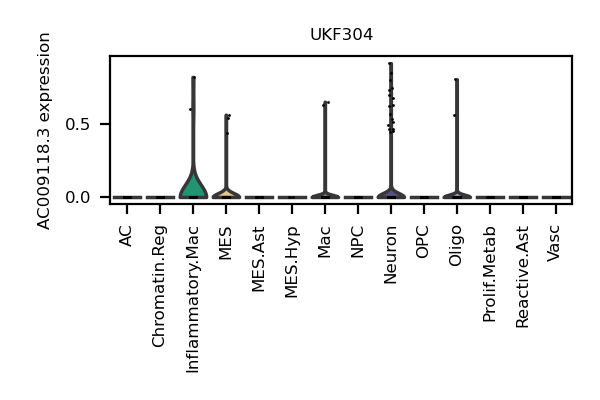 UKF304
AC009118.3 expression
0.5
0.0
AC
Chromatin.Reg
Inflammatory.Mac
MES
MES.Ast
MES.Hyp
Mac
NPC
Neuron
OPC
Oligo
Prolif.Metab
Reactive.Ast
Vasc